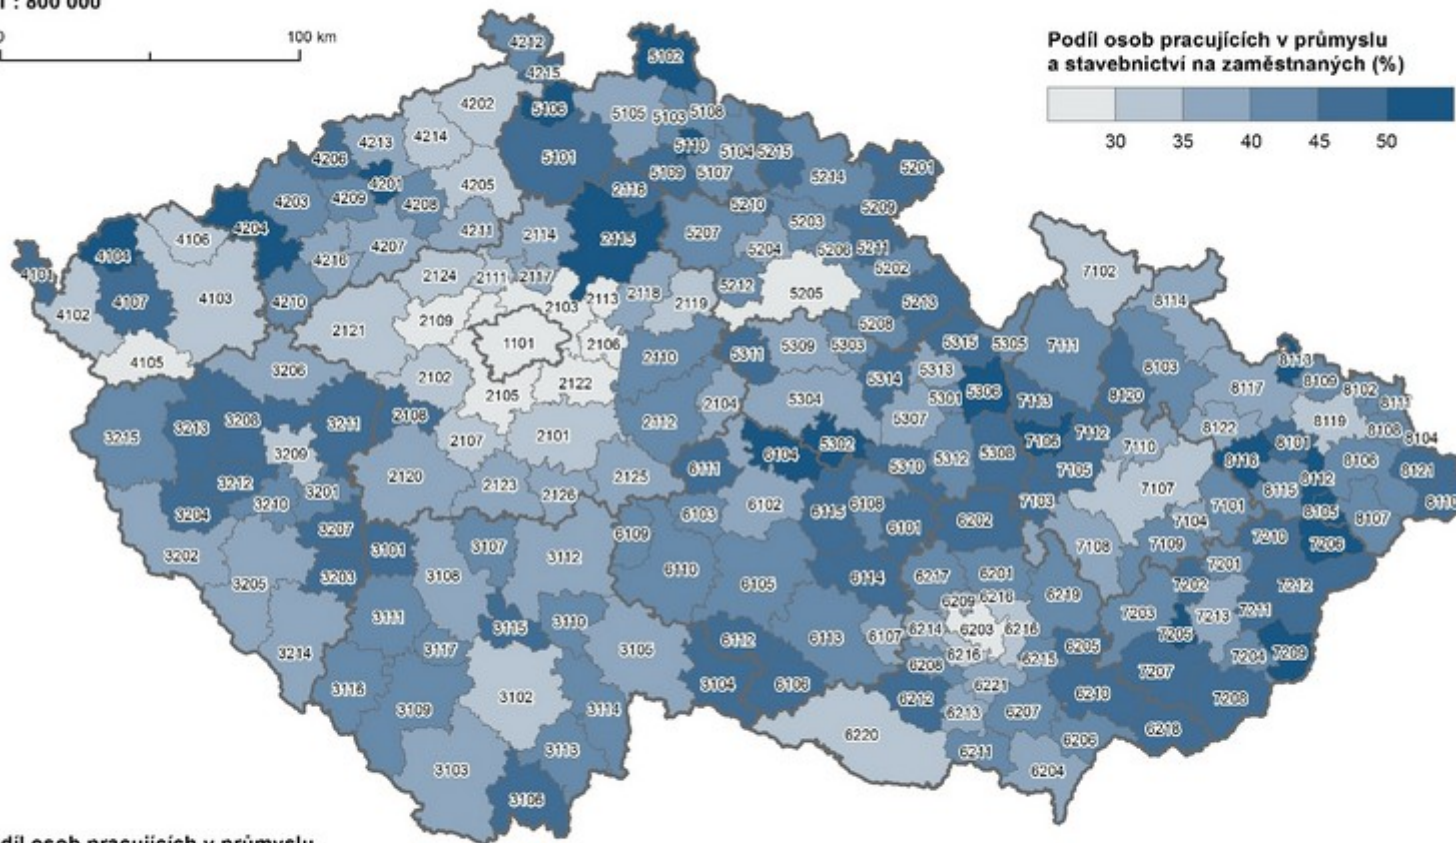 1 : 800 000
0 100 km
Podíl osob pracujících v průmyslu
a stavebnictví na zaměstnaných (%)
30 35 40 45 50
4212
5102
4215
4202 5106 5105 5103 5108
4213 4214
4206 5101 5110 5104 5215
4201 5109 5107 5214 5201
4203 4209 4208 4205 2116
5210 5209
4204 4211 2114 2115 5207 5203
4106 4207 5204 5206 5211
4104 4216 5202
4101 2124 2111 2117 5212 5205 7102
4107 4103 4210 2103 2113 2118 2119 5213 8114
4102 2121 2109 5208
1101 2106 2110 5311 5309 5303 5315 5305 7111
4105 3206 2102 2122 5314 5313 8103 8113
2105 5304 5301 5306 7113 8120 8117 8109 8102
2108 2104 5307 8111
3215 3213 3208 3211 2107 2101 2112 5302 7106 7112 8122 8119 8108 8104
3209 6104 7110 8101
3212 2120 2125 6111 5310 5312 5308 7105 8116 8106 8121
3210 3201 2123 2126 6102 7103 7107 8112 8115 8110
3204 3207 6103 6115 6108 6101 6202 7101 7104 8105 8107
3202 3101 3107 6109 7108 7109 7210 7206
3205 3203 3108 3112 6110 6105 6114 6217 6201 7201 7212
3111 3115 3110 6209 6218 6219 7202
3117 6112 6113 6107 6214 6203 6216 7203 7205 7213 7211
3214 3105 6208 6216 6215 6205 7204 7209
3116 3104 6106 6221 7207
3109 3102 3114 6212 6213 6207 6210 7208
3103 3113 6220 6211 6206 6218
3106 6204
díl osob pracujících v průmyslu